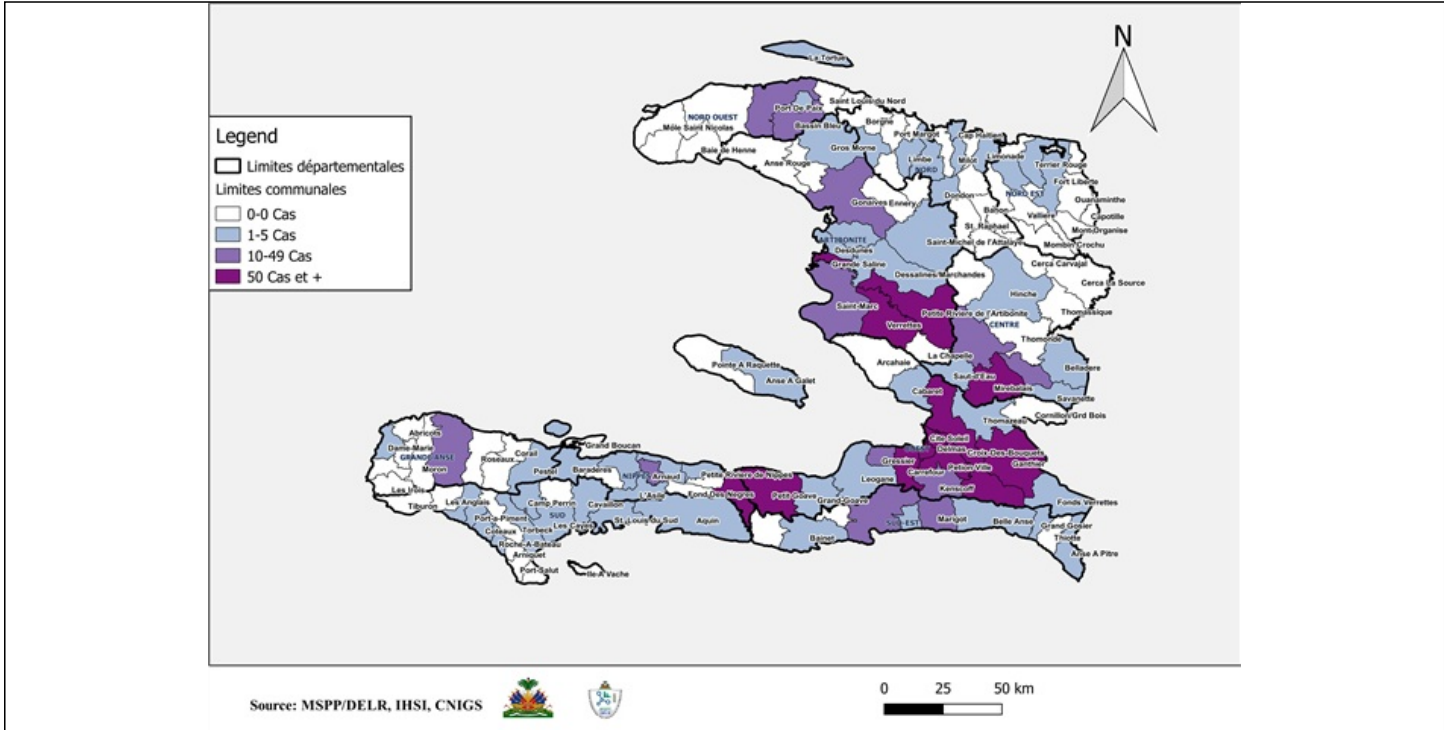 N
Legend
Limites départementales
Limites communales
0-0 Cas
1-5 Cas
10-49 Cas
50 Cas et +
La Tortue
Port De Paix
Saint Louis du Nord
NORD OUEST
Môle Saint Nicolas
Bassin Bleu
Borgne
Port Margot
Cap Haitien
Baie de Henne
Anse Rouge
Gros Morne
Limbe
NORD
Milot
Limonade
Terrier Rouge
Fort Liberte
NORD EST
Ouanaminthe
Gonaives
Ennery
Dondon
Bahon
Valliere
Capotille
St. Raphael
Mont-Organise
ARTIBONITE
Desdunes
Saint-Michel de l'Attalaye
Mombin Crochu
Grande Saline
Dessalines/Marchandes
Cerca Carvajal
Cerca La Source
Hinche
Saint-Marc
Petite Rivière de l'Artibonite
Thomassique
Verrettes
CENTRE
Thomonde
La Chapelle
Arcahaie
Pointe A Raquette
Anse A Galet
Saut-d'Eau
Belladere
Mirebalais
Cabaret
Savanette
Thomazeau
Cornillon/Grd Bois
Cite Soleil
Delmas
Croix-Des-Bouquets
Ganthier
Gressier
Carrefour
Petion-Ville
Kenscoff
Leogane
Fonds Verrettes
Abricots
Dame-Marie
GRANDE ANSE
Moron
Roseaux
Corail
Grand Boucan
Pestel
Baradères
NIPPES
Arnaud
Petite Riviere de Nippes
Les Irois
Tiburon
Les Anglais
Camp Perrin
Cavaillon
L'Asile
Fond Des Negres
Petit Goave
Grand Goave
Port-a-Piment
SUD
Coteaux
Torbeck
Les Cayes
St. Louis du Sud
Aquin
Roche-A-Bateau
Arniquet
Port-Salut
Ile-A Vache
Bainet
SUD-EST
Marigot
Belle Anse
Grand Gosier
Thiotte
Anse A Pitre
Source: MSPP/DELR, IHSI, CNIGS
0 25 50 km